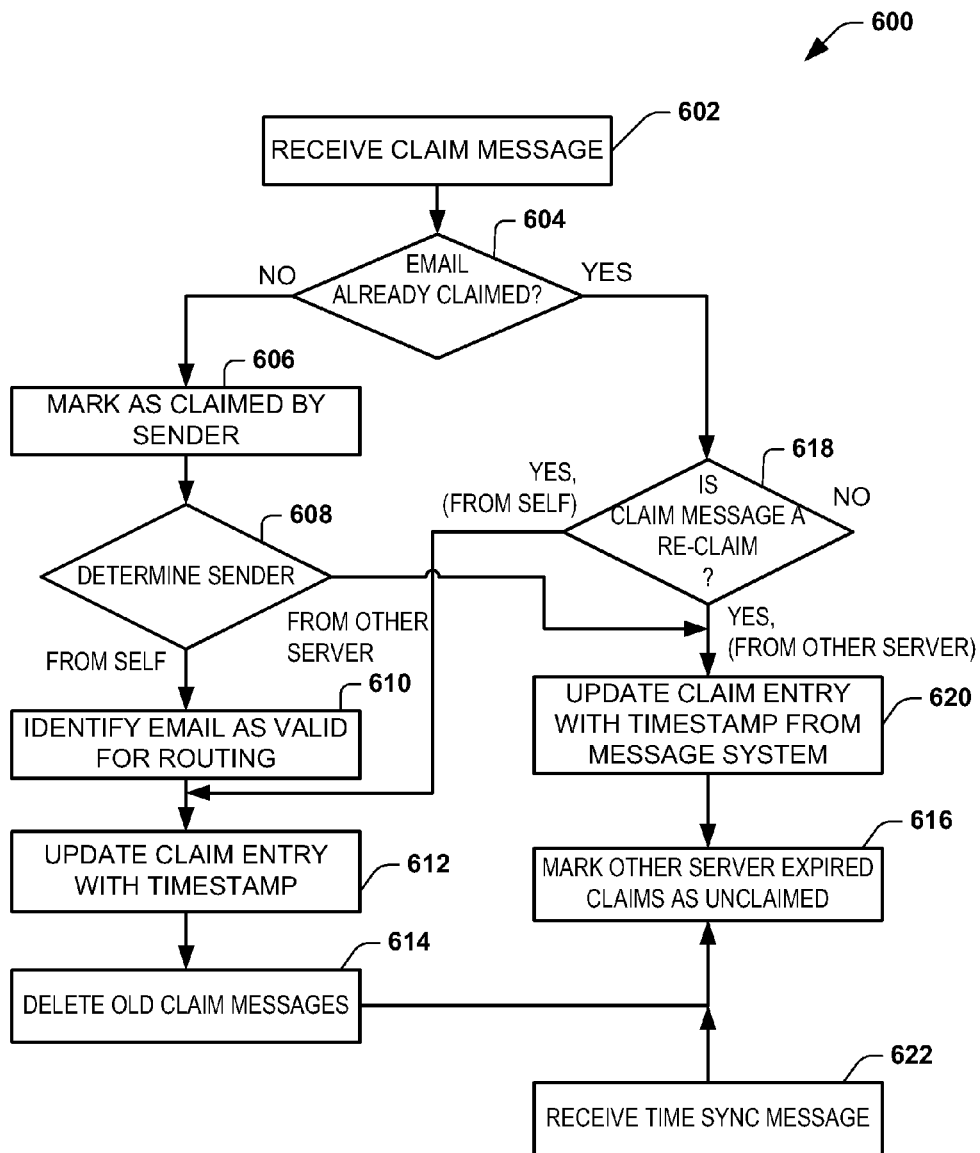 600
602
RECEIVE CLAIM MESSAGE
604
EMAIL
ALREADY CLAIMED?
NO
YES
606
MARK AS CLAIMED BY
SENDER
618
IS
CLAIM MESSAGE A
RE-CLAIM
?
YES,
(FROM SELF)
NO
608
DETERMINE SENDER
FROM OTHER
SERVER
FROM SELF
YES,
(FROM OTHER SERVER)
610
IDENTIFY EMAIL AS VALID
FOR ROUTING
620
UPDATE CLAIM ENTRY
WITH TIMESTAMP FROM
MESSAGE SYSTEM
612
UPDATE CLAIM ENTRY
WITH TIMESTAMP
616
MARK OTHER SERVER EXPIRED
CLAIMS AS UNCLAIMED
614
DELETE OLD CLAIM MESSAGES
622
RECEIVE TIME SYNC MESSAGE